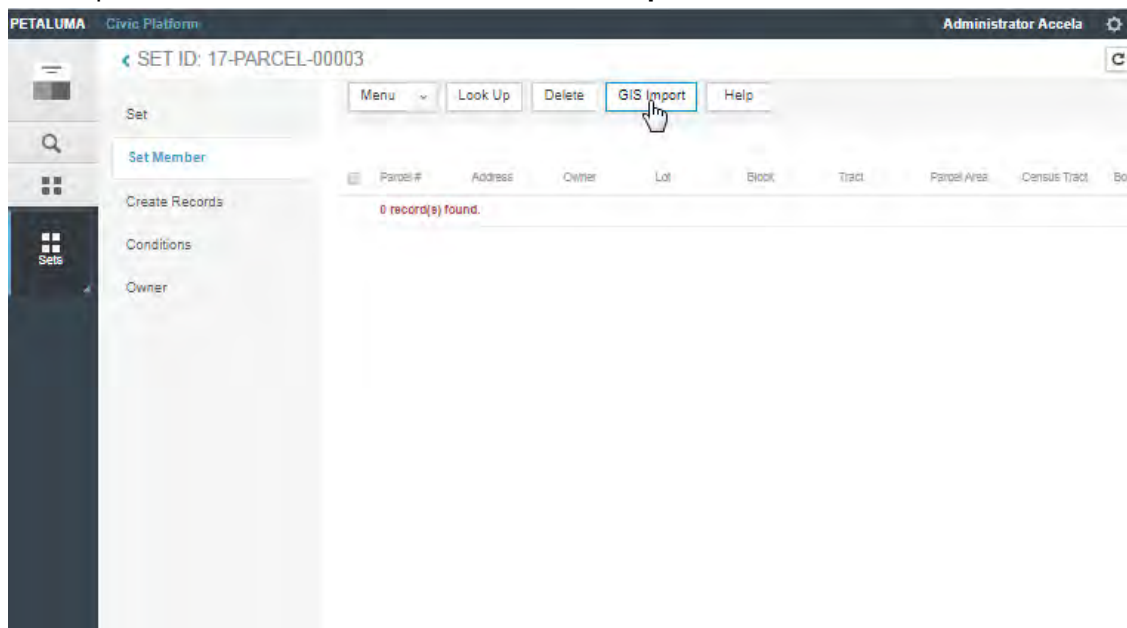 PETALUMA Civic Platform Administrator Accela
SET ID: 17-PARCEL-00003
Menu Look Up Delete GIS Import Help
Set
Set Member
Parcel # Address Owner Lot Block Tract Parcel Area Census Tract Bo
Create Records
0 record(s) found.
Conditions
Sets
Owner